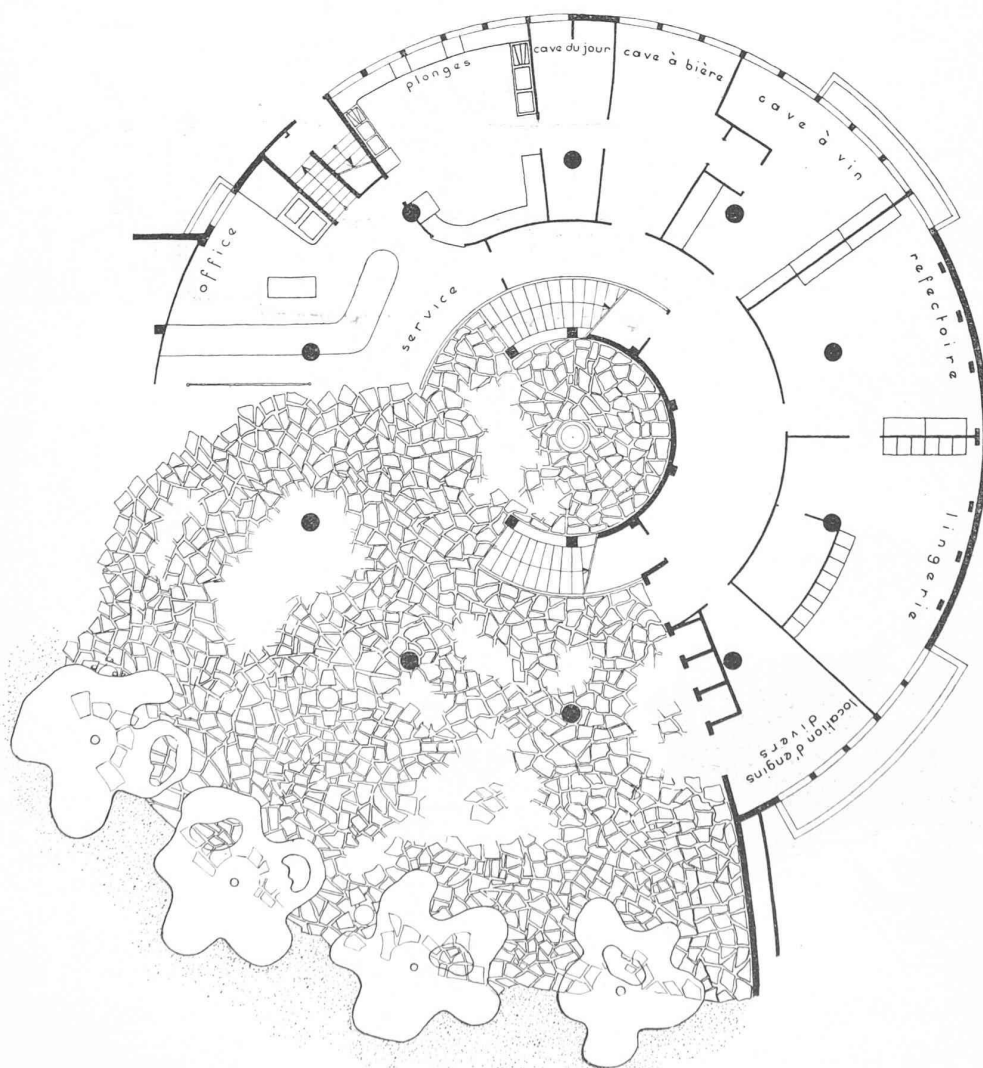 office
service
plonges
cave du jour
cave à bière
cave à vin
refectoire
lingerie
location d'engins
divers